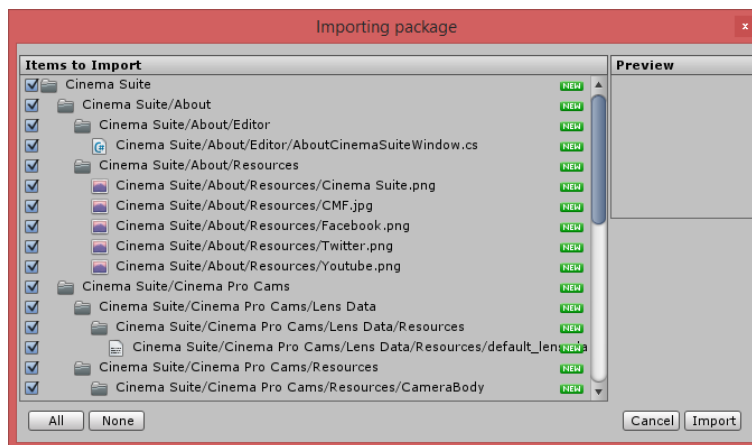 Importing package
x
Items to Import
Preview
Cinema Suite NEW
Cinema Suite/About NEW
Cinema Suite/About/Editor NEW
Cinema Suite/About/Editor/AboutCinemaSuiteWindow.cs NEW
Cinema Suite/About/Resources NEW
Cinema Suite/About/Resources/Cinema Suite.png NEW
Cinema Suite/About/Resources/CMF.jpg NEW
Cinema Suite/About/Resources/Facebook.png NEW
Cinema Suite/About/Resources/Twitter.png NEW
Cinema Suite/About/Resources/Youtube.png NEW
Cinema Suite/Cinema Pro Cams NEW
Cinema Suite/Cinema Pro Cams/Lens Data NEW
Cinema Suite/Cinema Pro Cams/Lens Data/Resources NEW
Cinema Suite/Cinema Pro Cams/Lens Data/Resources/ NEW
Cinema Suite/Cinema Pro Cams/Resources NEW
Cinema Suite/Cinema Pro Cams/Resources/CameraBody NEW
All None Cancel Import